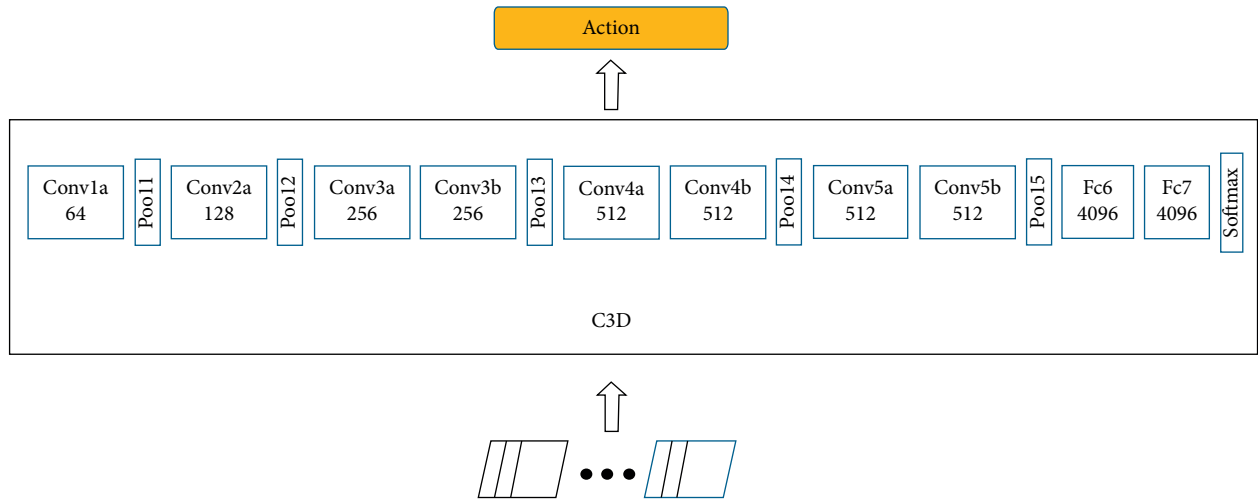 Action
Conv1a
64
Poo11
Conv2a
128
Poo12
Conv3a
256
Conv3b
256
Poo13
Conv4a
512
Conv4b
512
Poo14
Conv5a
512
Conv5b
512
Poo15
Fc6
4096
Fc7
4096
Softmax
C3D